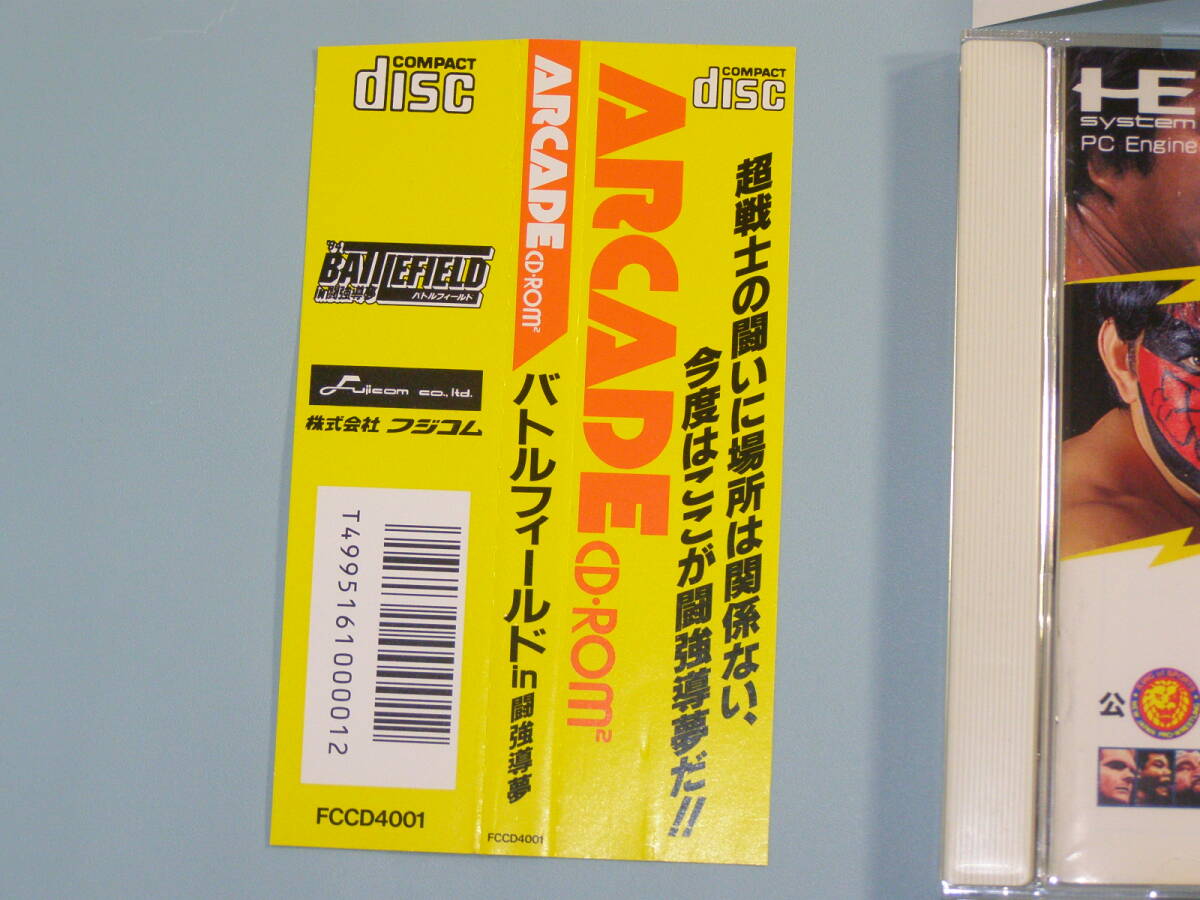 COMPACT
disc
'94
BATTLEFIELD
in闘強導夢
バトルフィールド
Fujicom co.,ltd.
株式会社 フジコム
T4995161000012
FCCD4001
ARCADE CD・ROM²
バトルフィールド in 闘強導夢
FCCD4001
ARCADE CD・ROM²
COMPACT
disc
超戦士の闘いに場所は関係ない、
今度はここが闘強導夢だ!!
HE
system
PC Engine
公